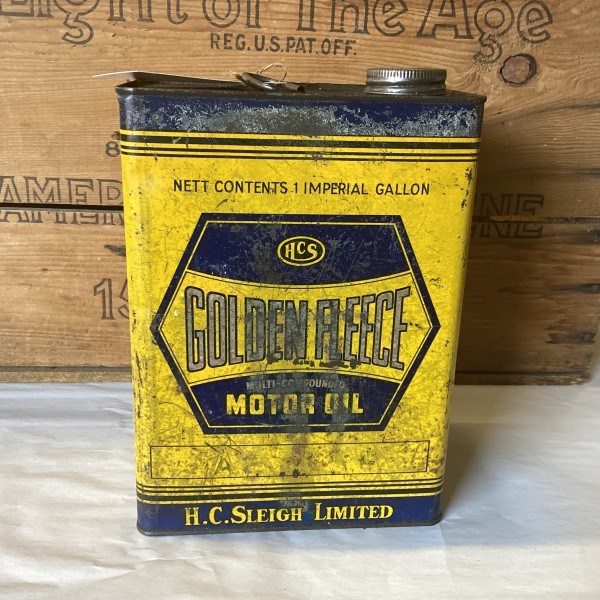 Light of The Age
REG.U.S.PAT.OFF.
NETT CONTENTS 1 IMPERIAL GALLON
HCS
GOLDEN FLEECE
MULTI-COMPOUNDED
MOTOR OIL
H.C. SLEIGH LIMITED